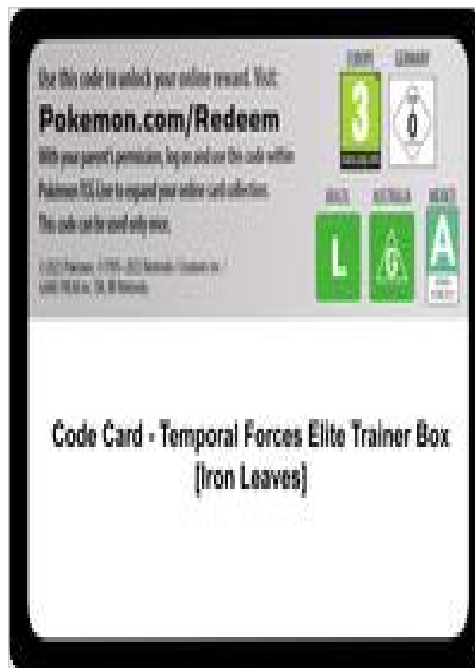 Use this code to unlock your online reward. Visit:
Pokemon.com/Redeem
With your parent's permission, log on and use this code within
Pokémon TCG Live to expand your online card collection.
This code can be used only once.
EUROPE GERMANY
3
0
BRAZIL AUSTRALIA MEXICO
L
G
A
Code Card - Temporal Forces Elite Trainer Box
[Iron Leaves]